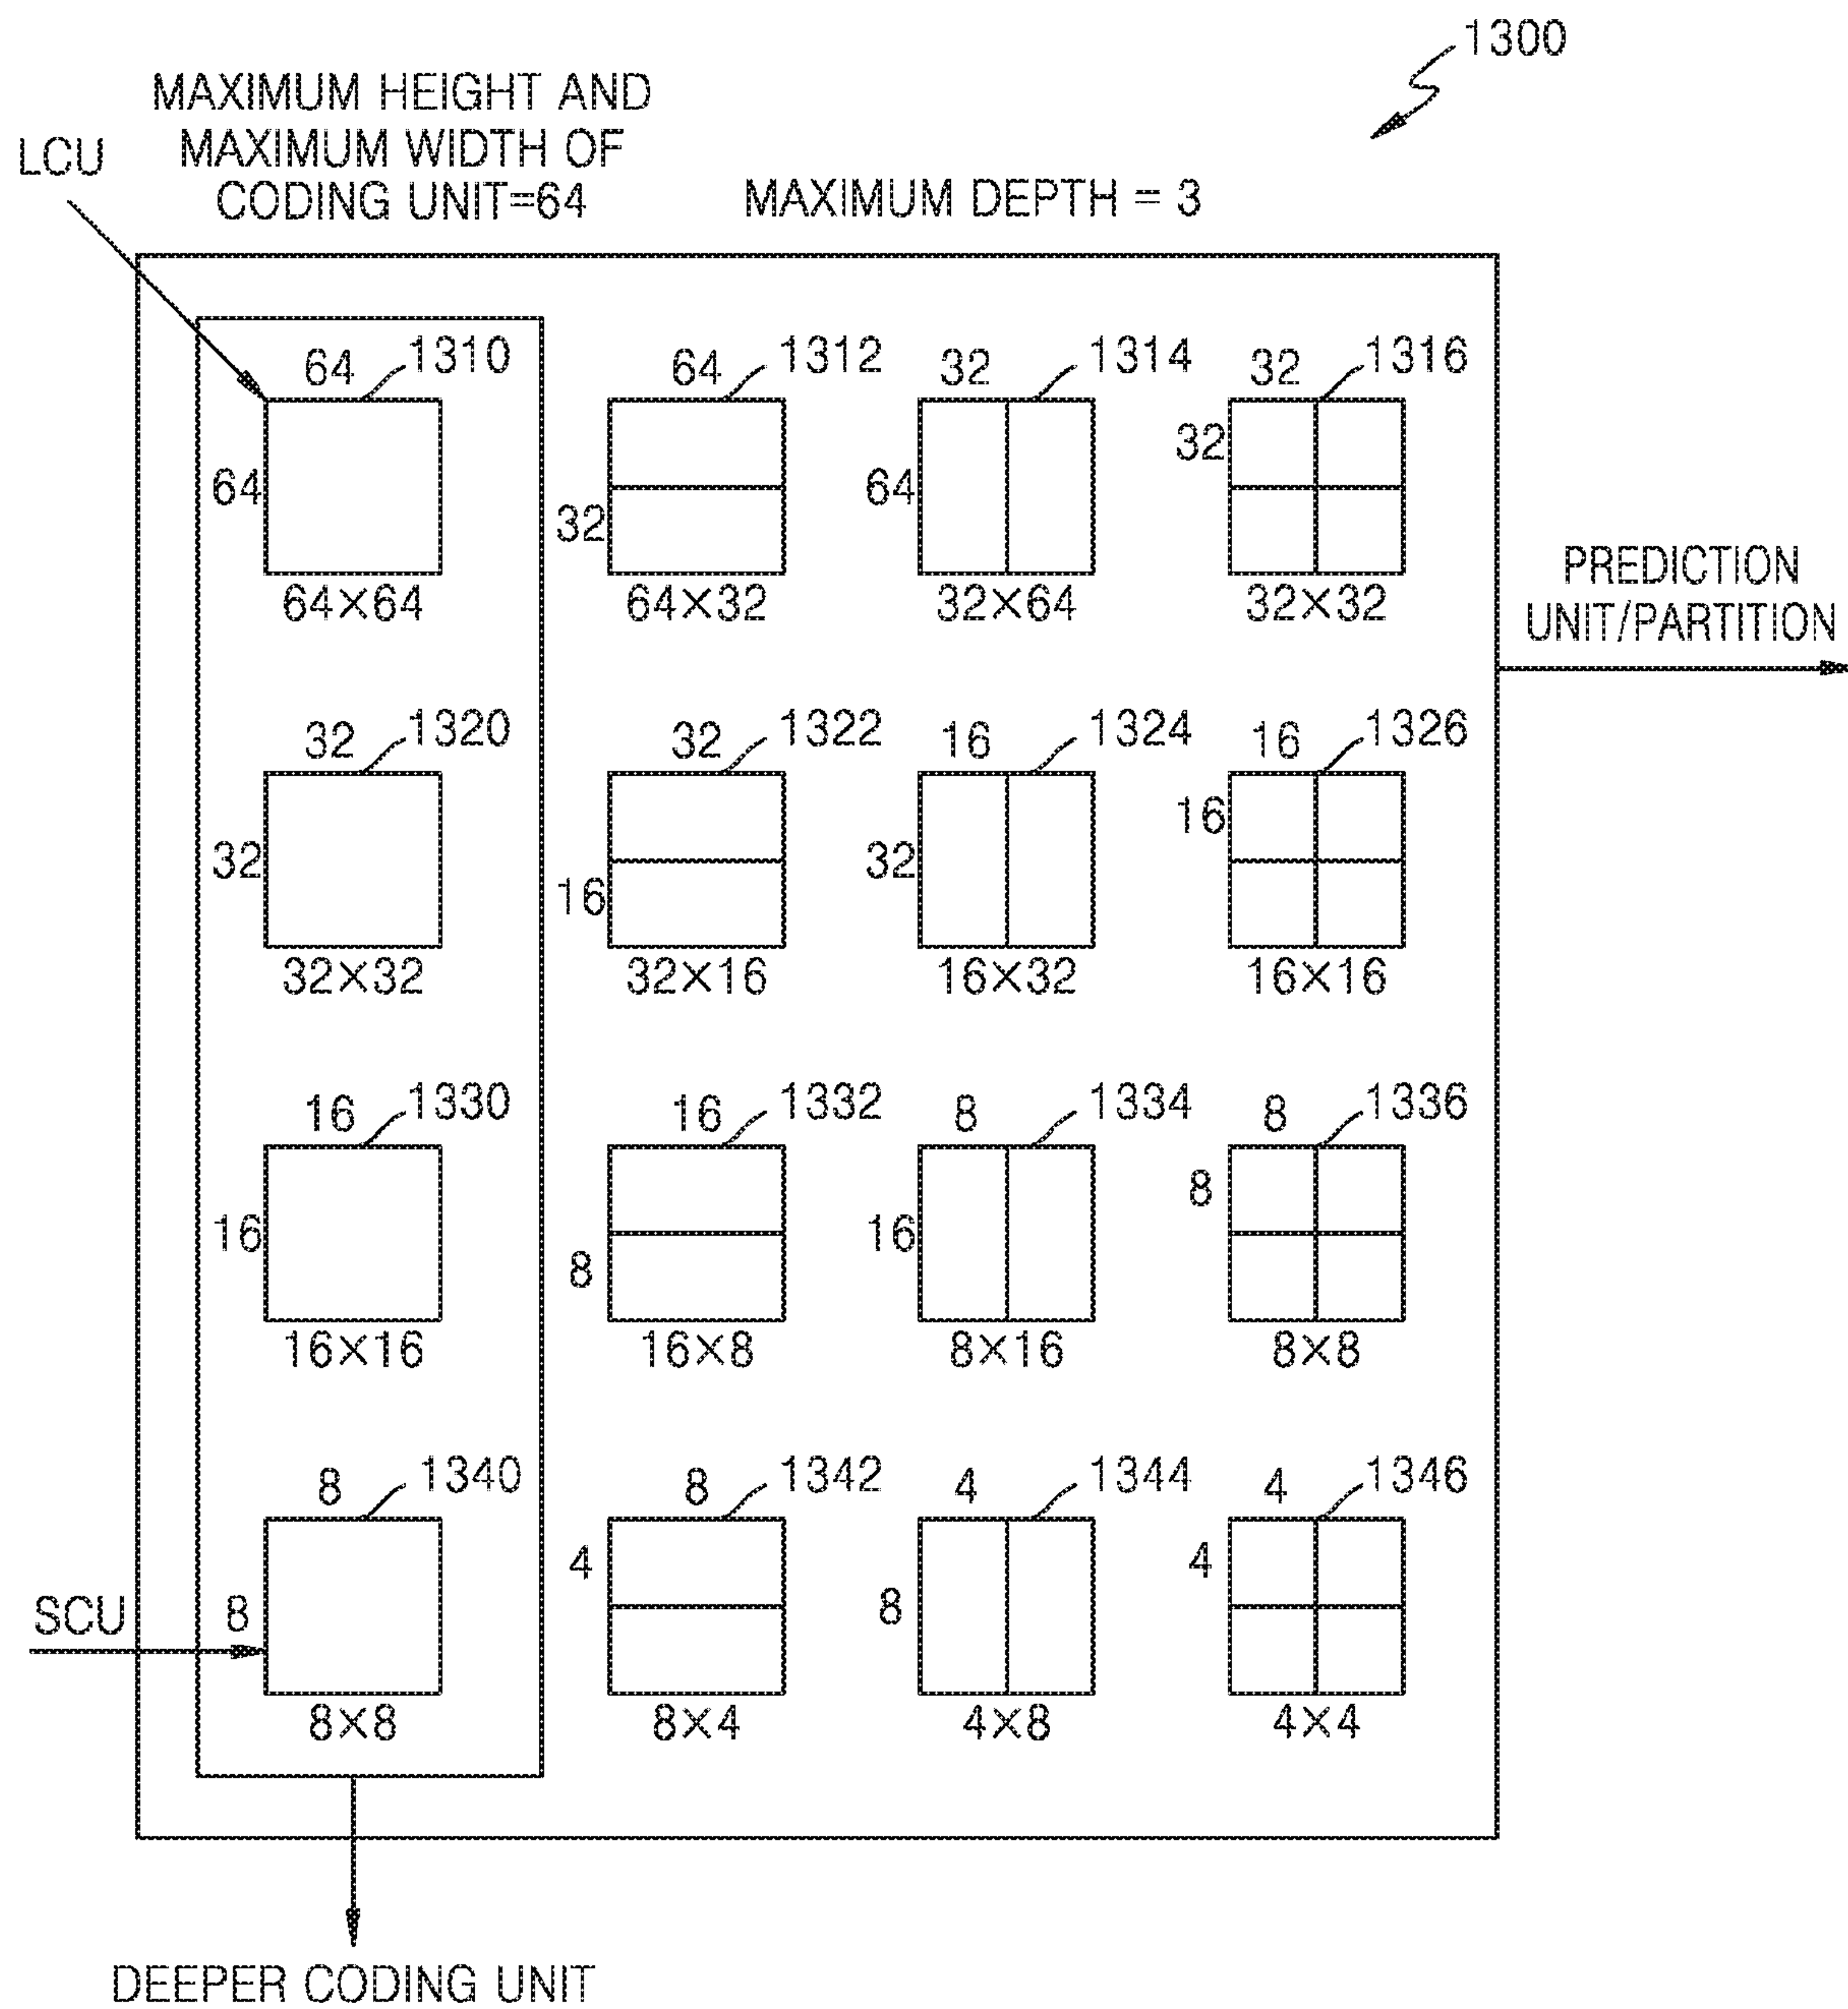 1300
MAXIMUM HEIGHT AND
MAXIMUM WIDTH OF
CODING UNIT=64
LCU
MAXIMUM DEPTH = 3
64 1310 64 1312 32 1314 32 1316
64 32 64 32
64×64 64×32 32×64 32×32
PREDICTION
UNIT/PARTITION
32 1320 32 1322 16 1324 16 1326
32 16 32 16
32×32 32×16 16×32 16×16
16 1330 16 1332 8 1334 8 1336
16 8 16 8
16×16 16×8 8×16 8×8
8 1340 8 1342 4 1344 4 1346
SCU 8 4 8 4
8×8 8×4 4×8 4×4
DEEPER CODING UNIT